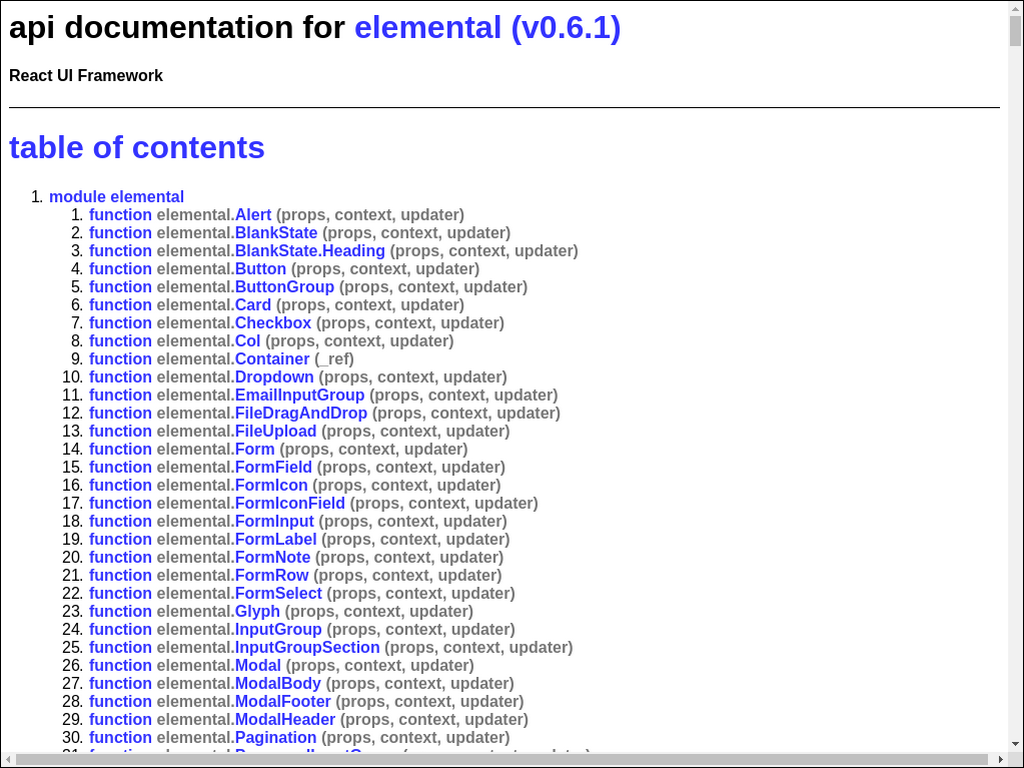 api documentation for elemental (v0.6.1)
React UI Framework
table of contents
1. module elemental
1. function elemental.Alert (props, context, updater)
2. function elemental.BlankState (props, context, updater)
3. function elemental.BlankState.Heading (props, context, updater)
4. function elemental.Button (props, context, updater)
5. function elemental.ButtonGroup (props, context, updater)
6. function elemental.Card (props, context, updater)
7. function elemental.Checkbox (props, context, updater)
8. function elemental.Col (props, context, updater)
9. function elemental.Container (_ref)
10. function elemental.Dropdown (props, context, updater)
11. function elemental.EmailInputGroup (props, context, updater)
12. function elemental.FileDragAndDrop (props, context, updater)
13. function elemental.FileUpload (props, context, updater)
14. function elemental.Form (props, context, updater)
15. function elemental.FormField (props, context, updater)
16. function elemental.FormIcon (props, context, updater)
17. function elemental.FormIconField (props, context, updater)
18. function elemental.FormInput (props, context, updater)
19. function elemental.FormLabel (props, context, updater)
20. function elemental.FormNote (props, context, updater)
21. function elemental.FormRow (props, context, updater)
22. function elemental.FormSelect (props, context, updater)
23. function elemental.Glyph (props, context, updater)
24. function elemental.InputGroup (props, context, updater)
25. function elemental.InputGroupSection (props, context, updater)
26. function elemental.Modal (props, context, updater)
27. function elemental.ModalBody (props, context, updater)
28. function elemental.ModalFooter (props, context, updater)
29. function elemental.ModalHeader (props, context, updater)
30. function elemental.Pagination (props, context, updater)